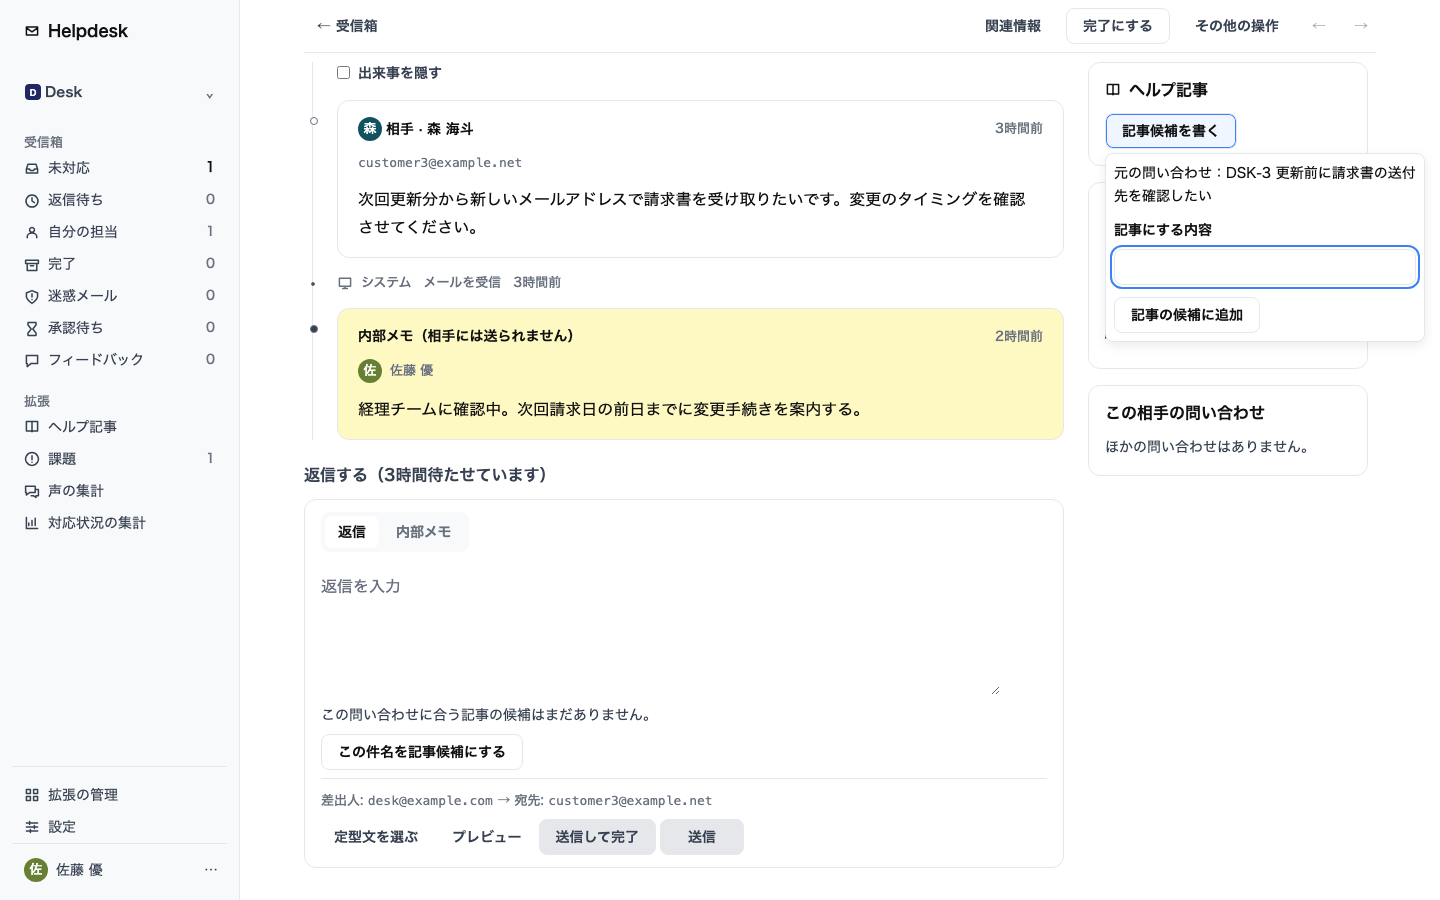 Helpdesk
D Desk
受信箱
未対応 1
返信待ち 0
自分の担当 1
完了 0
迷惑メール 0
承認待ち 0
フィードバック 0
拡張
ヘルプ記事
課題 1
声の集計
対応状況の集計
拡張の管理
設定
佐 佐藤 優 …
← 受信箱
関連情報 完了にする その他の操作 ← →
出来事を隠す
森 相手 · 森 海斗 3時間前
customer3@example.net
次回更新分から新しいメールアドレスで請求書を受け取りたいです。変更のタイミングを確認
させてください。
システム メールを受信 3時間前
内部メモ（相手には送られません） 2時間前
佐 佐藤 優
経理チームに確認中。次回請求日の前日までに変更手続きを案内する。
返信する（3時間待たせています）
返信 内部メモ
返信を入力
この問い合わせに合う記事の候補はまだありません。
この件名を記事候補にする
差出人: desk@example.com → 宛先: customer3@example.net
定型文を選ぶ プレビュー 送信して完了 送信
ヘルプ記事
記事候補を書く
元の問い合わせ：DSK-3 更新前に請求書の送付
先を確認したい
記事にする内容
記事の候補に追加
この相手の問い合わせ
ほかの問い合わせはありません。